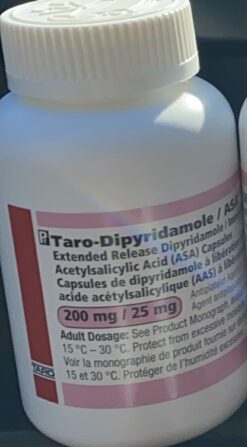 P Taro-Dipyridamole / ASA
Extended Release Dipyridamole /
Acetylsalicylic Acid (ASA) Capsules
Capsules de dipyridamole à libération
acide acétylsalicylique (AAS) à
200 mg / 25 mg
Adult Dosage: See Product Monograph.
15 °C – 30 °C. Protect from excessive
Voir la monographie de produit fournie sur
15 et 30 °C. Protéger de l'humidité
TARO